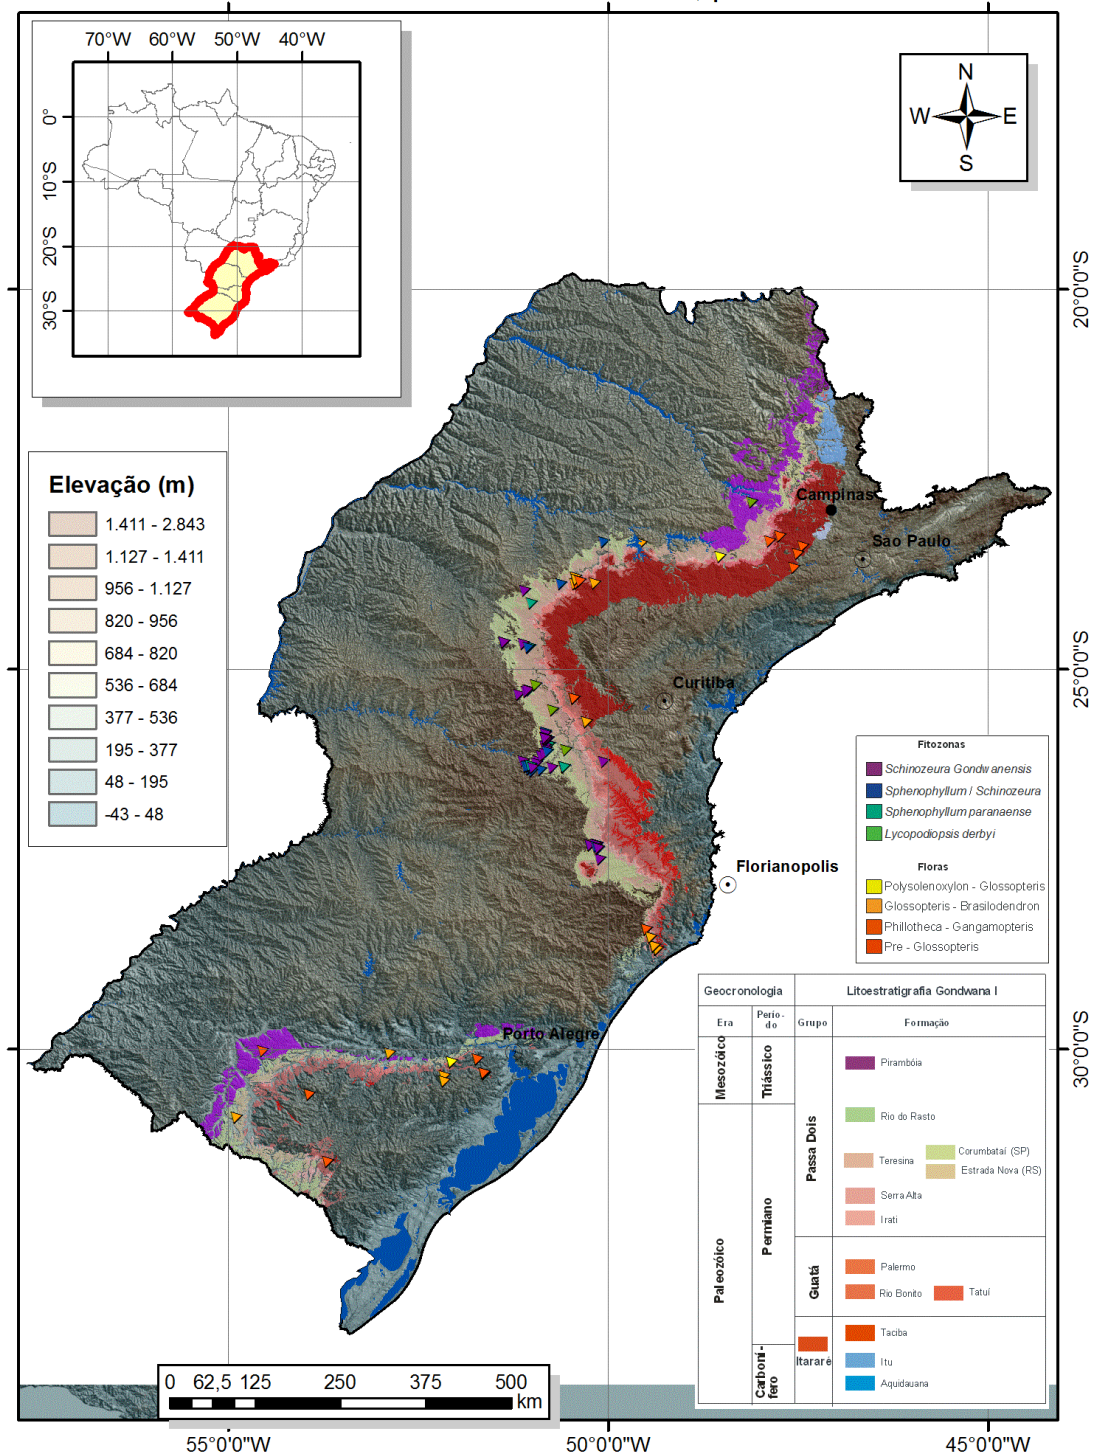 70°W 60°W 50°W 40°W
0°
10°S
20°S
30°S
N
W E
S
20°0'0"S
25°0'0"S
30°0'0"S
Elevação (m)
1.411 - 2.843
1.127 - 1.411
956 - 1.127
820 - 956
684 - 820
536 - 684
377 - 536
195 - 377
48 - 195
-43 - 48
Campinas
São Paulo
Curitiba
Florianopolis
Porto Alegre
Fitozonas
Schinozeura Gondwanensis
Sphenophyllum / Schinozeura
Sphenophyllum paranaense
Lycopodiopsis derbyi
Floras
Polysolenoxylon - Glossopteris
Glossopteris - Brasilodendron
Phillotheca - Gangamopteris
Pre - Glossopteris
Geocronologia Litoestratigrafia Gondwana I
Era Perío-do Grupo Formação
Mesozóico Triássico
Pirambóia
Paleozóico Permiano Passa Dois
Rio do Rasto
Teresina Corumbataí (SP)
Estrada Nova (RS)
Serra Alta
Irati
Guatá
Palermo
Rio Bonito Tatuí
Carboní-fero Itararé
Taciba
Itu
Aquidauana
0 62,5 125 250 375 500
km
55°0'0"W 50°0'0"W 45°0'0"W